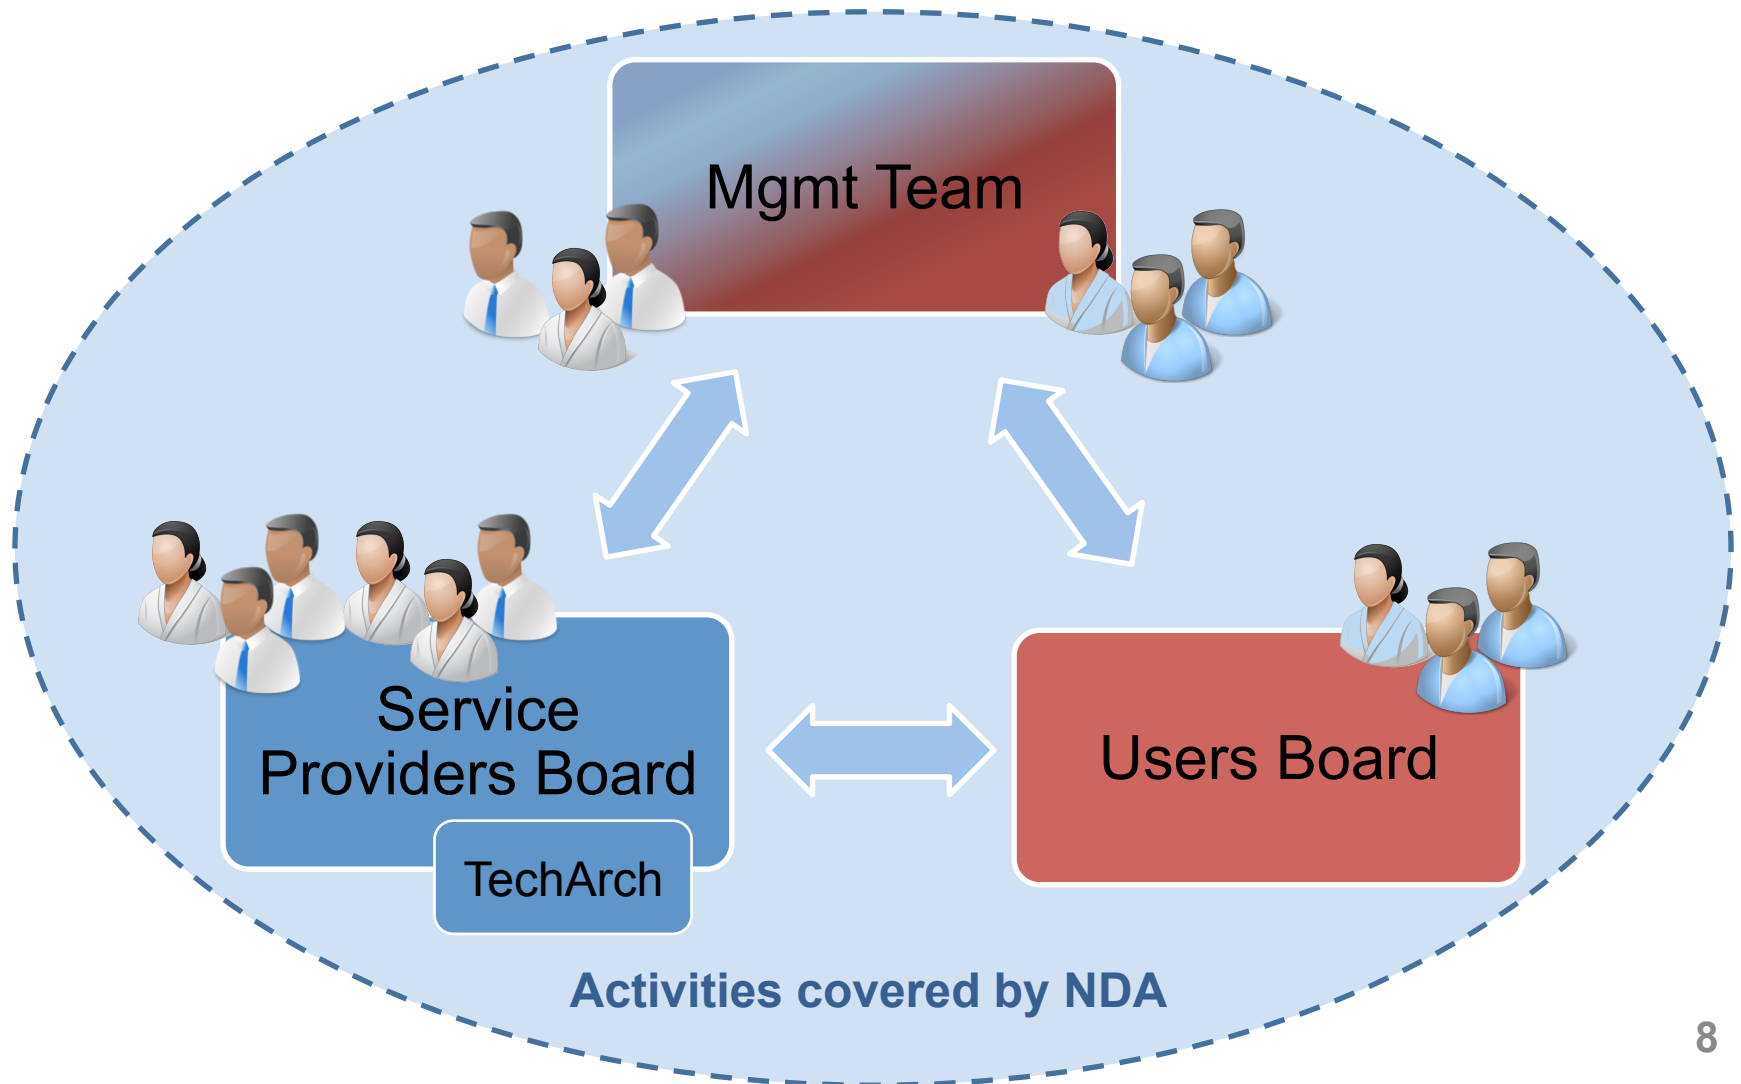 Mgmt Team
Service
Providers Board
TechArch
Users Board
Activities covered by NDA
8